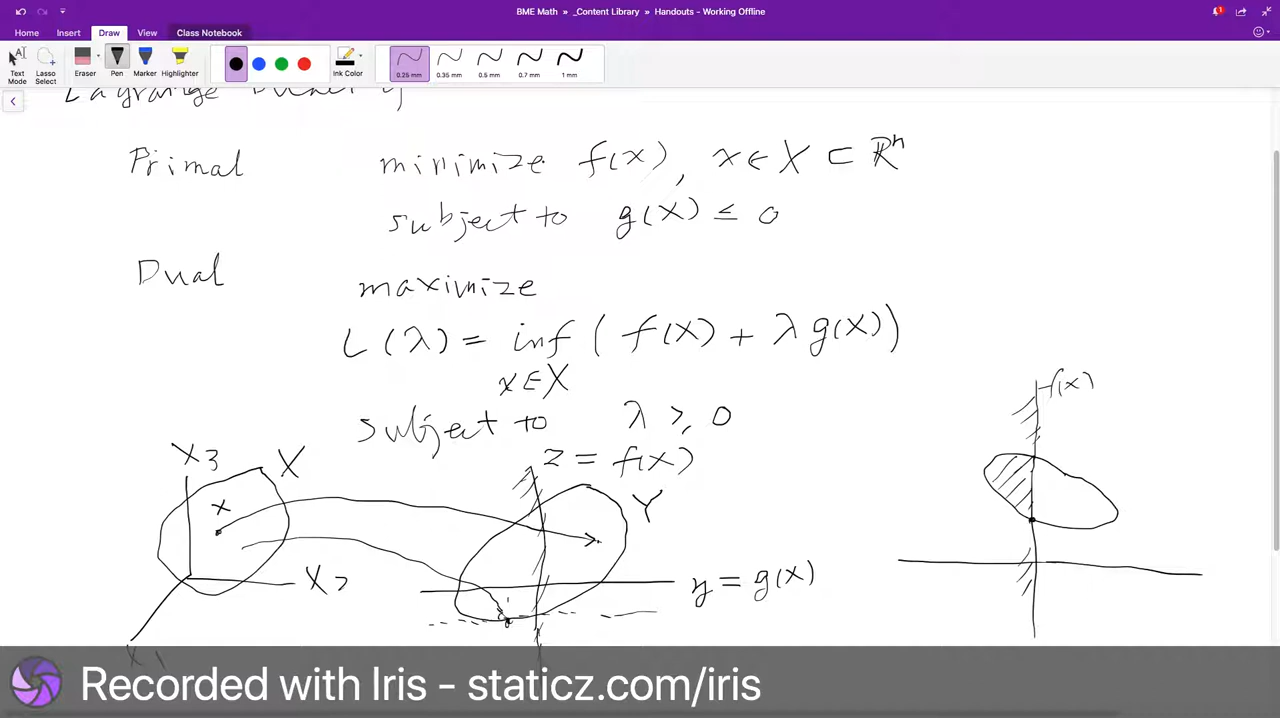 BME Math » _Content Library » Handouts - Working Offline
Home Insert Draw View Class Notebook
Text Mode Lasso Select Eraser Pen Marker Highlighter Ink Color 0.25 mm 0.35 mm 0.5 mm 0.7 mm 1 mm
Lagrange Duality
Primal minimize f(x), x ∈ X ⊂ ℝⁿ
subject to g(x) ≤ 0
Dual maximize
L(λ) = inf ( f(x) + λ g(x))
x ∈ X
subject to λ ≥ 0
f(x)
X3 X z = f(x)
x Y
X2 y = g(x)
X1
Recorded with Iris - staticz.com/iris